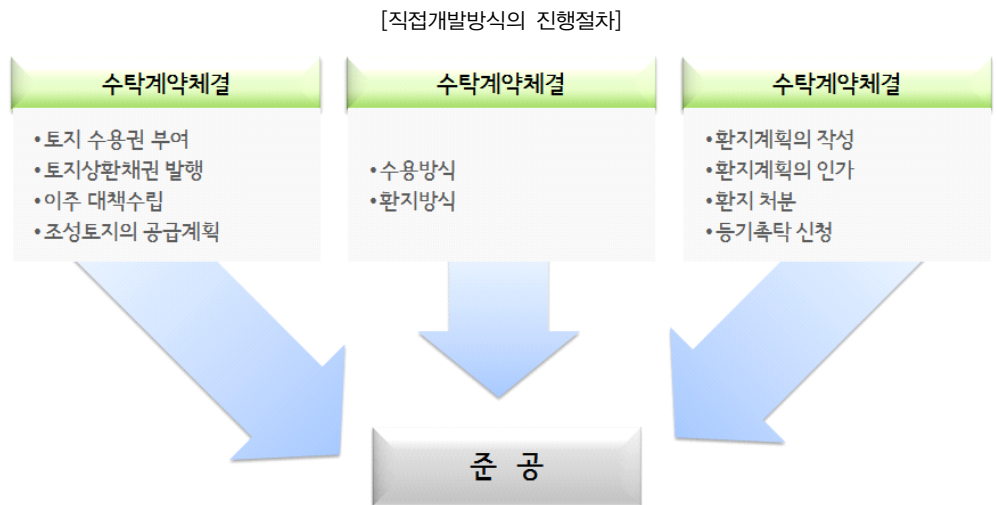 [직접개발방식의 진행절차]
수탁계약체결
•토지 수용권 부여
•토지상환채권 발행
•이주 대책수립
•조성토지의 공급계획
수탁계약체결
•수용방식
•환지방식
수탁계약체결
•환지계획의 작성
•환지계획의 인가
•환지 처분
•등기촉탁 신청
준 공